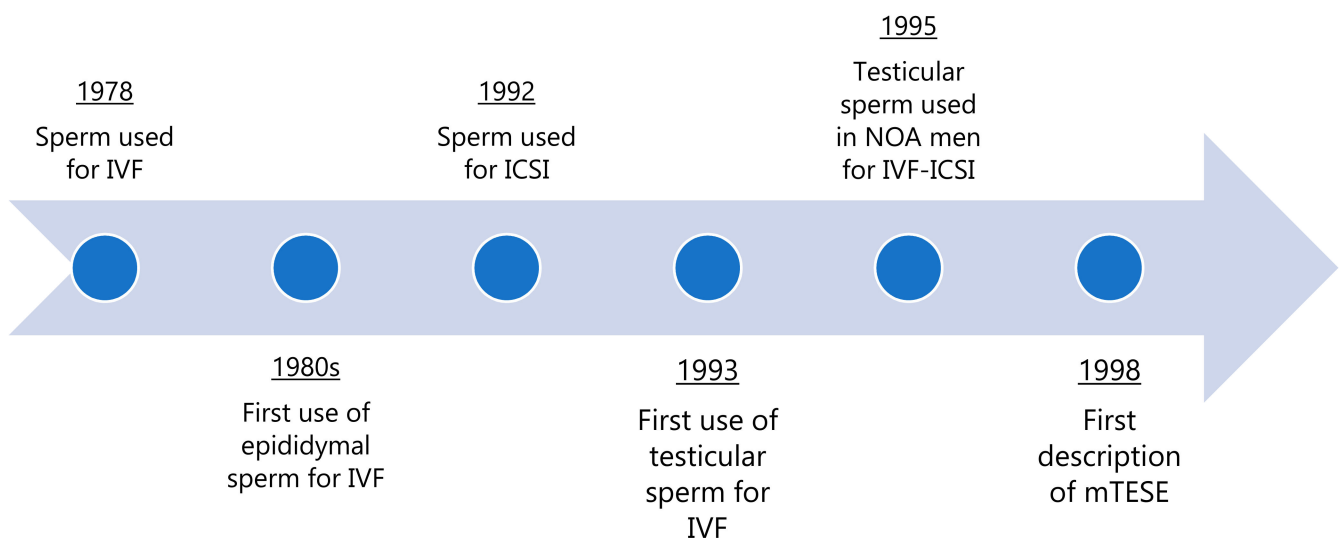 1978
Sperm used
for IVF
1980s
First use of
epididymal
sperm for IVF
1992
Sperm used
for ICSI
1993
First use of
testicular
sperm for
IVF
1995
Testicular
sperm used
in NOA men
for IVF-ICSI
1998
First
description
of mTESE